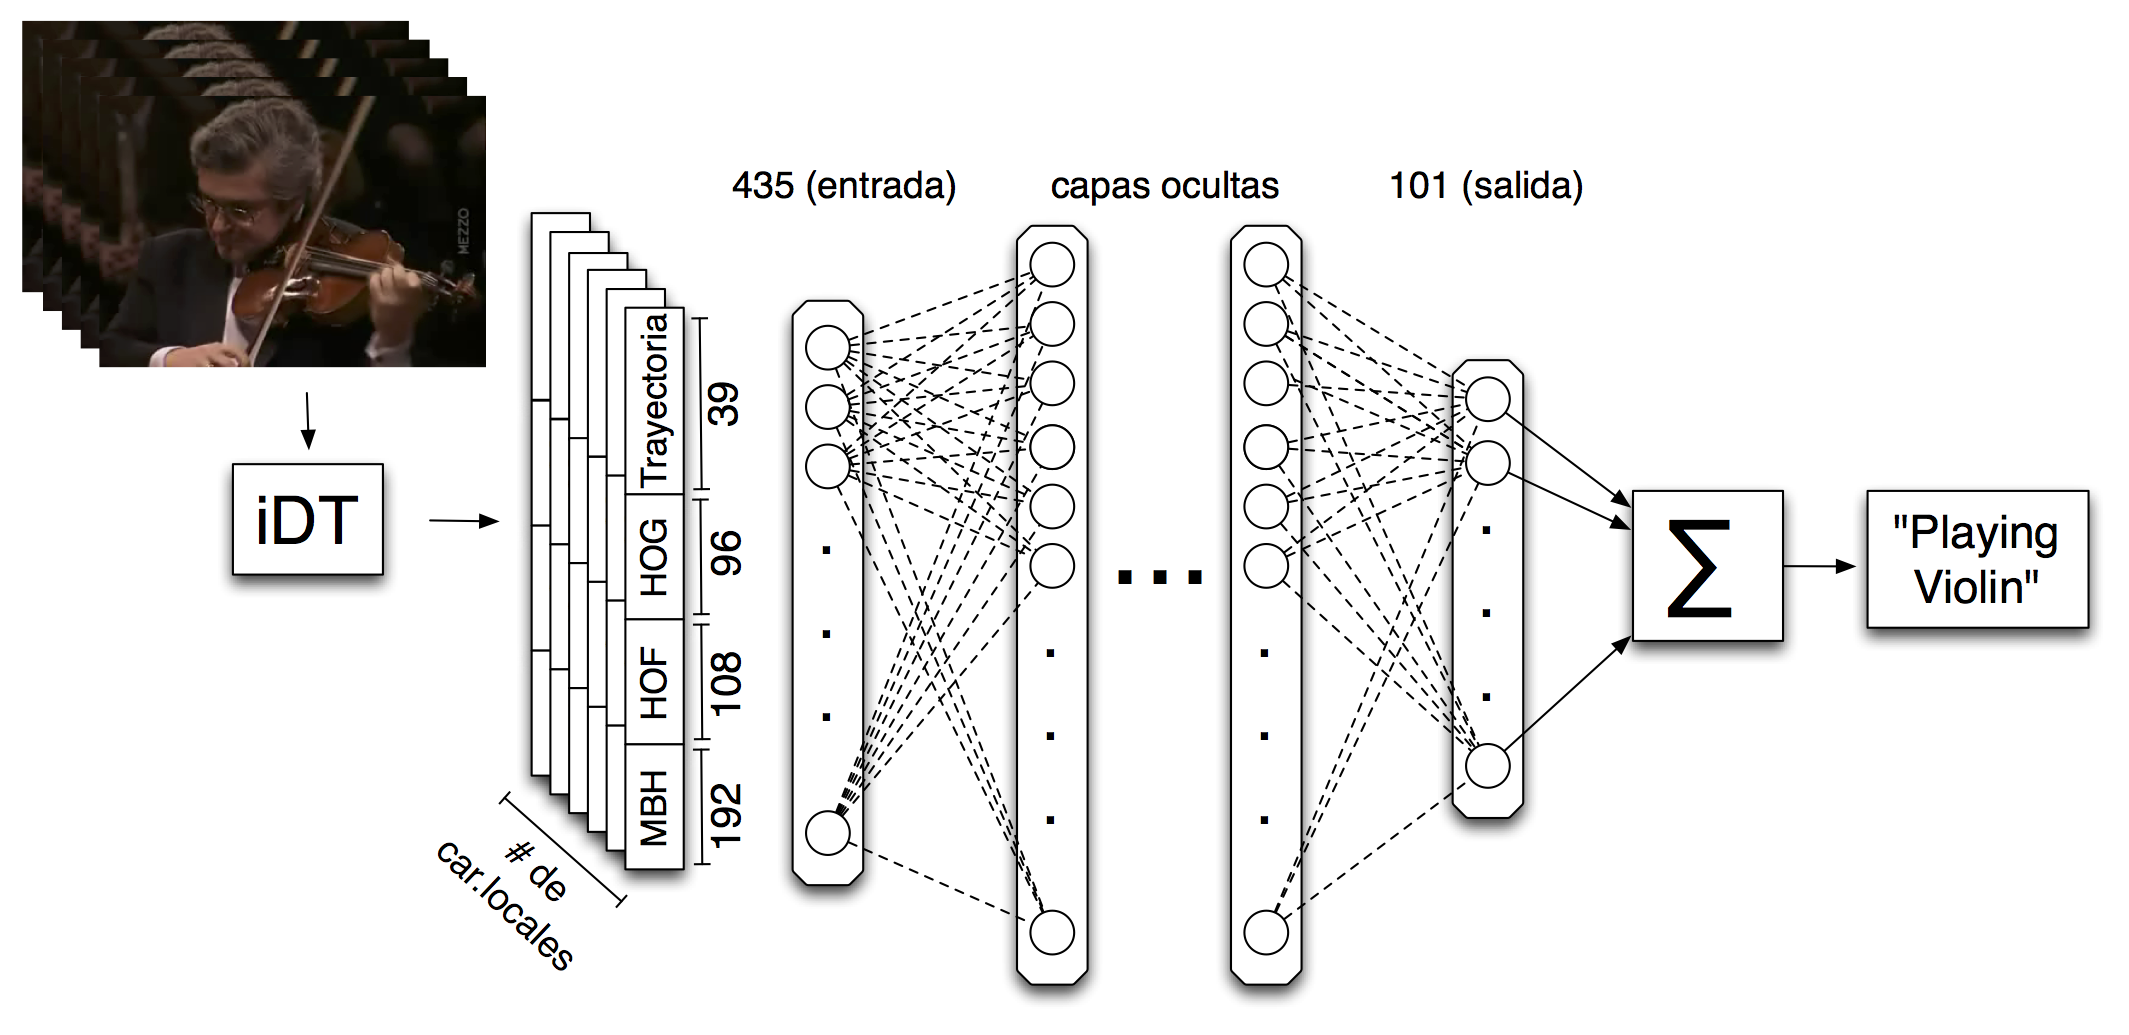 MEZZO
435 (entrada)
capas ocultas
101 (salida)
iDT
Trayectoria
39
HOG
96
HOF
108
MBH
192
# de
car.locales
...
∑
"Playing
Violin"